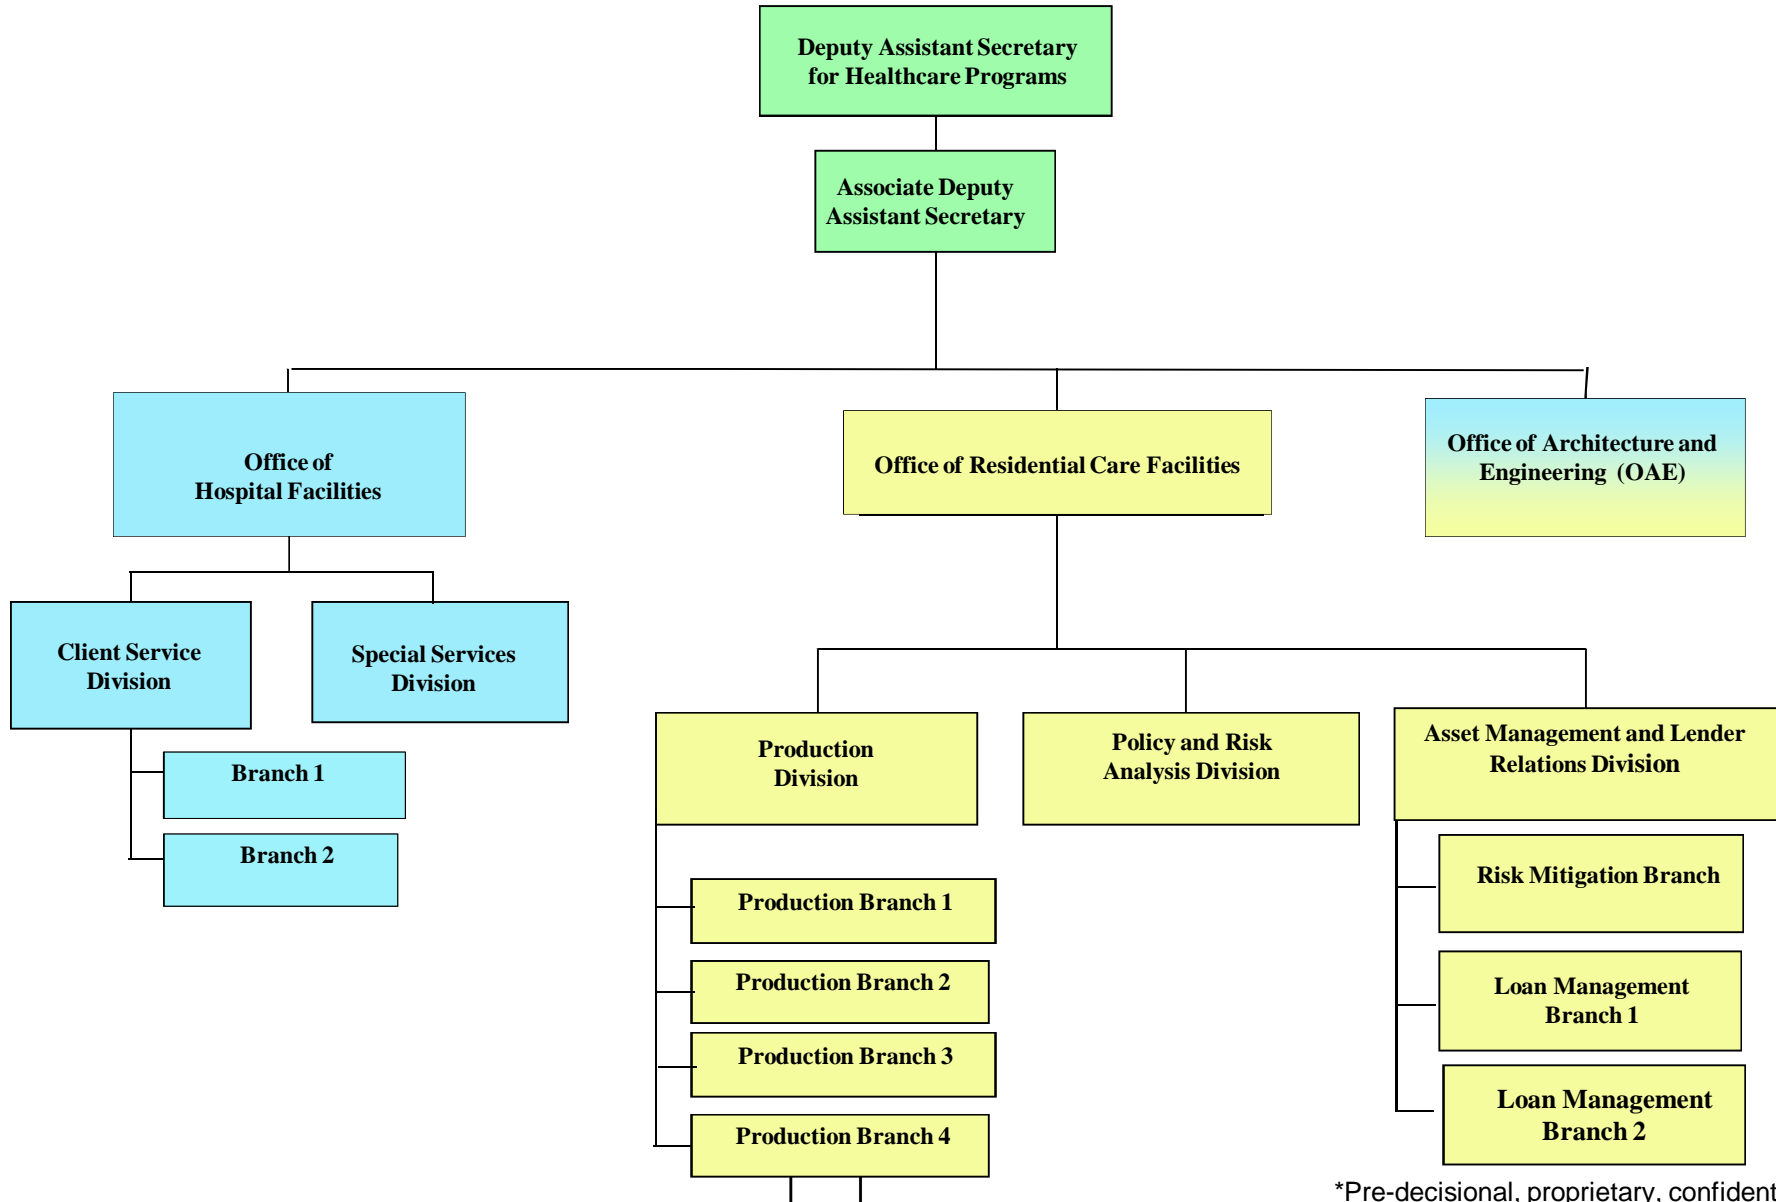 Deputy Assistant Secretary
for Healthcare Programs
Associate Deputy
Assistant Secretary
Office of
Hospital Facilities
Office of Residential Care Facilities
Office of Architecture and
Engineering (OAE)
Client Service
Division
Special Services
Division
Branch 1
Branch 2
Production
Division
Policy and Risk
Analysis Division
Asset Management and Lender
Relations Division
Production Branch 1
Production Branch 2
Production Branch 3
Production Branch 4
Risk Mitigation Branch
Loan Management
Branch 1
Loan Management
Branch 2
*Pre-decisional, proprietary, confident